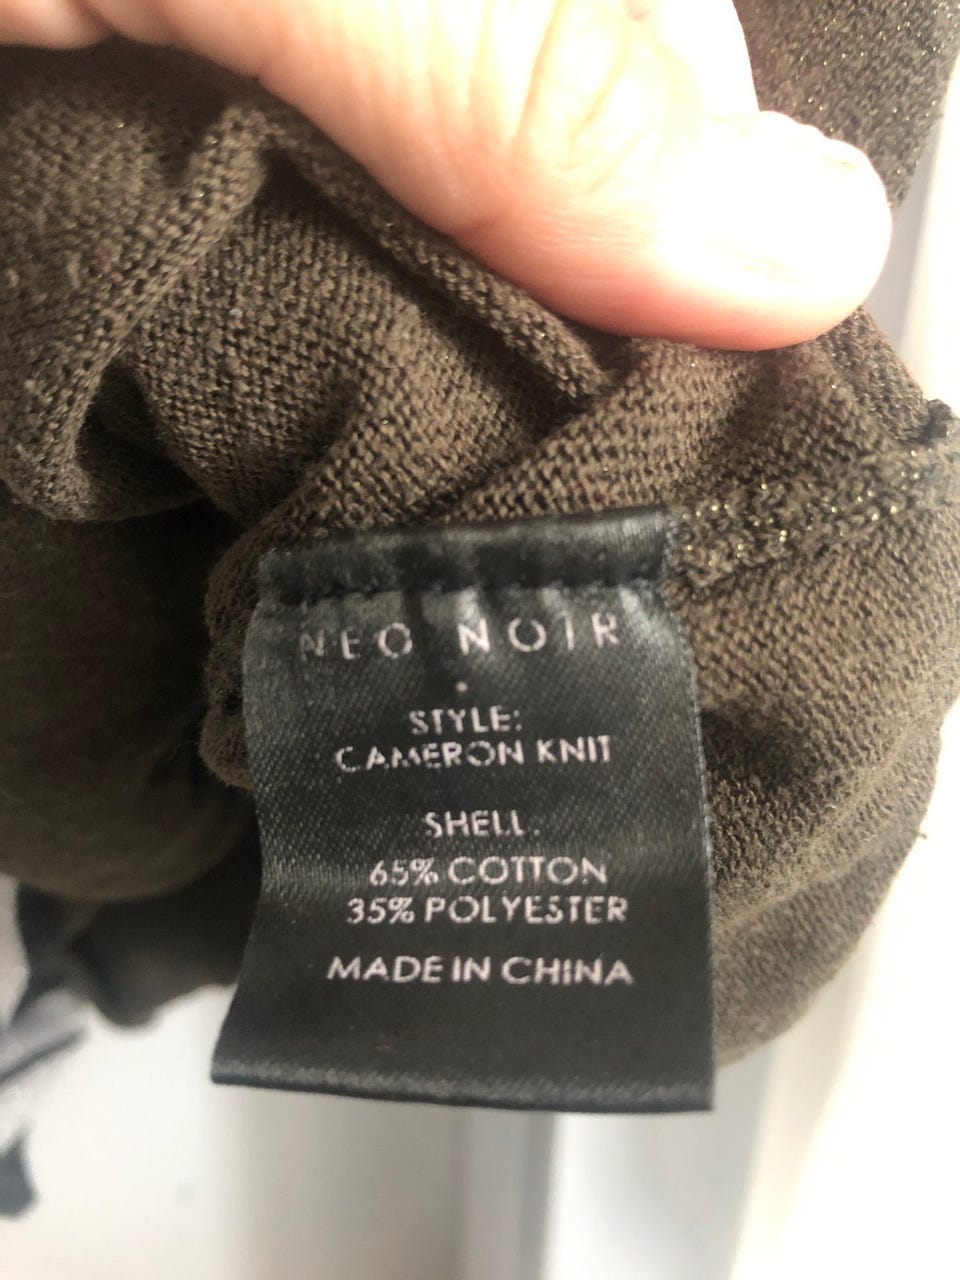 NEO NOIR
STYLE:
CAMERON KNIT
SHELL:
65% COTTON
35% POLYESTER
MADE IN CHINA